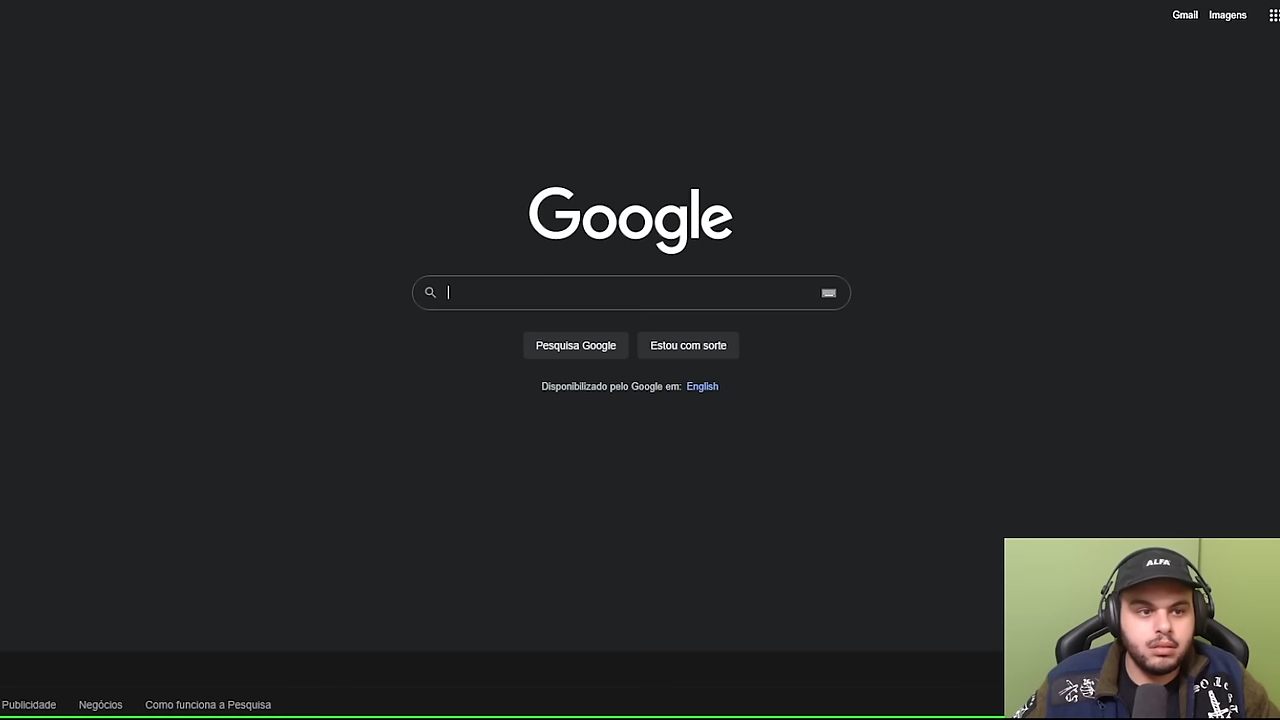 Gmail Imagens
Google
Pesquisa Google Estou com sorte
Disponibilizado pelo Google em: English
ALFA
Publicidade Negócios Como funciona a Pesquisa